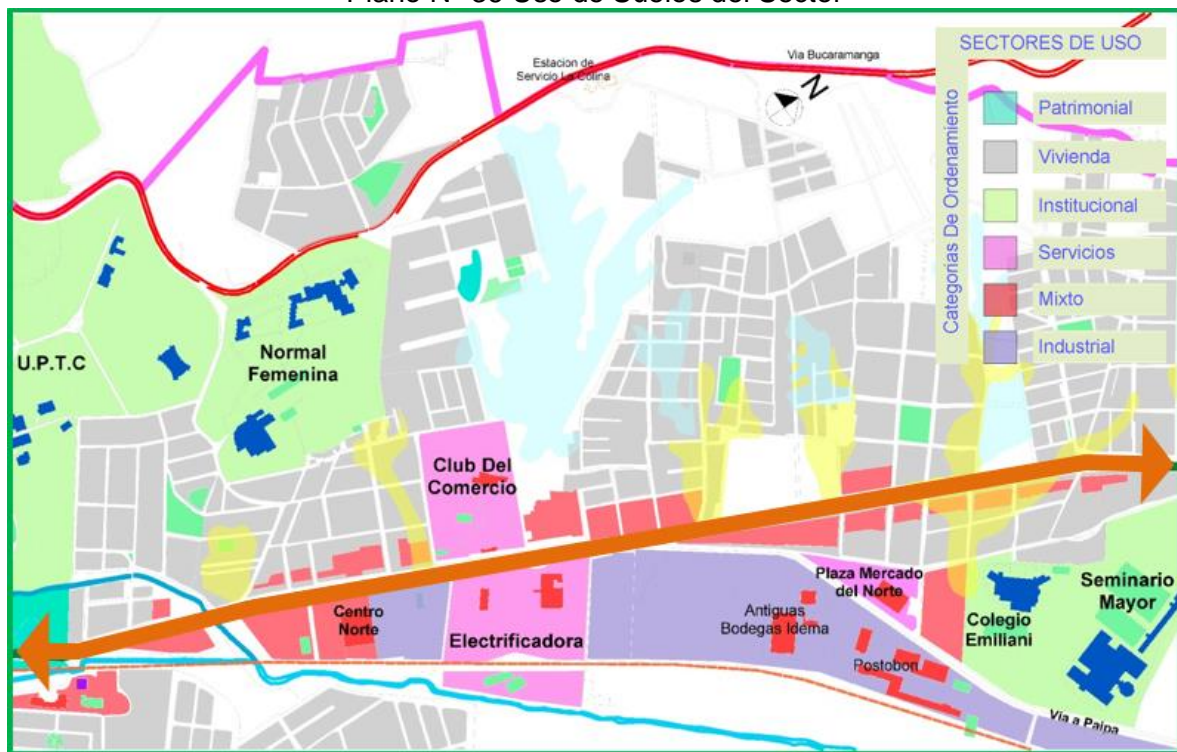 SECTORES DE USO
Categorias De Ordenamiento
Patrimonial
Vivienda
Institucional
Servicios
Mixto
Industrial
Via Bucaramanga
Estacion de
Servicio La Colina
N
U.P.T.C
Normal
Femenina
Club Del
Comercio
Centro
Norte
Electrificadora
Antiguas
Bodegas Idema
Plaza Mercado
del Norte
Postobon
Colegio
Emiliani
Seminario
Mayor
Via a Paipa